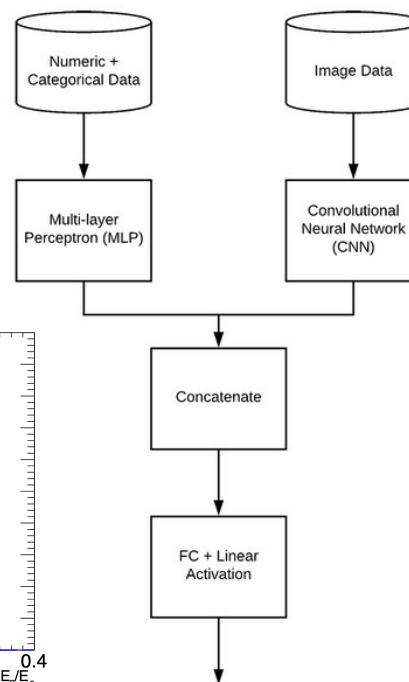 Numeric +
Categorical Data
Image Data
Multi-layer
Perceptron (MLP)
Convolutional
Neural Network
(CNN)
Concatenate
FC + Linear
Activation
0.4